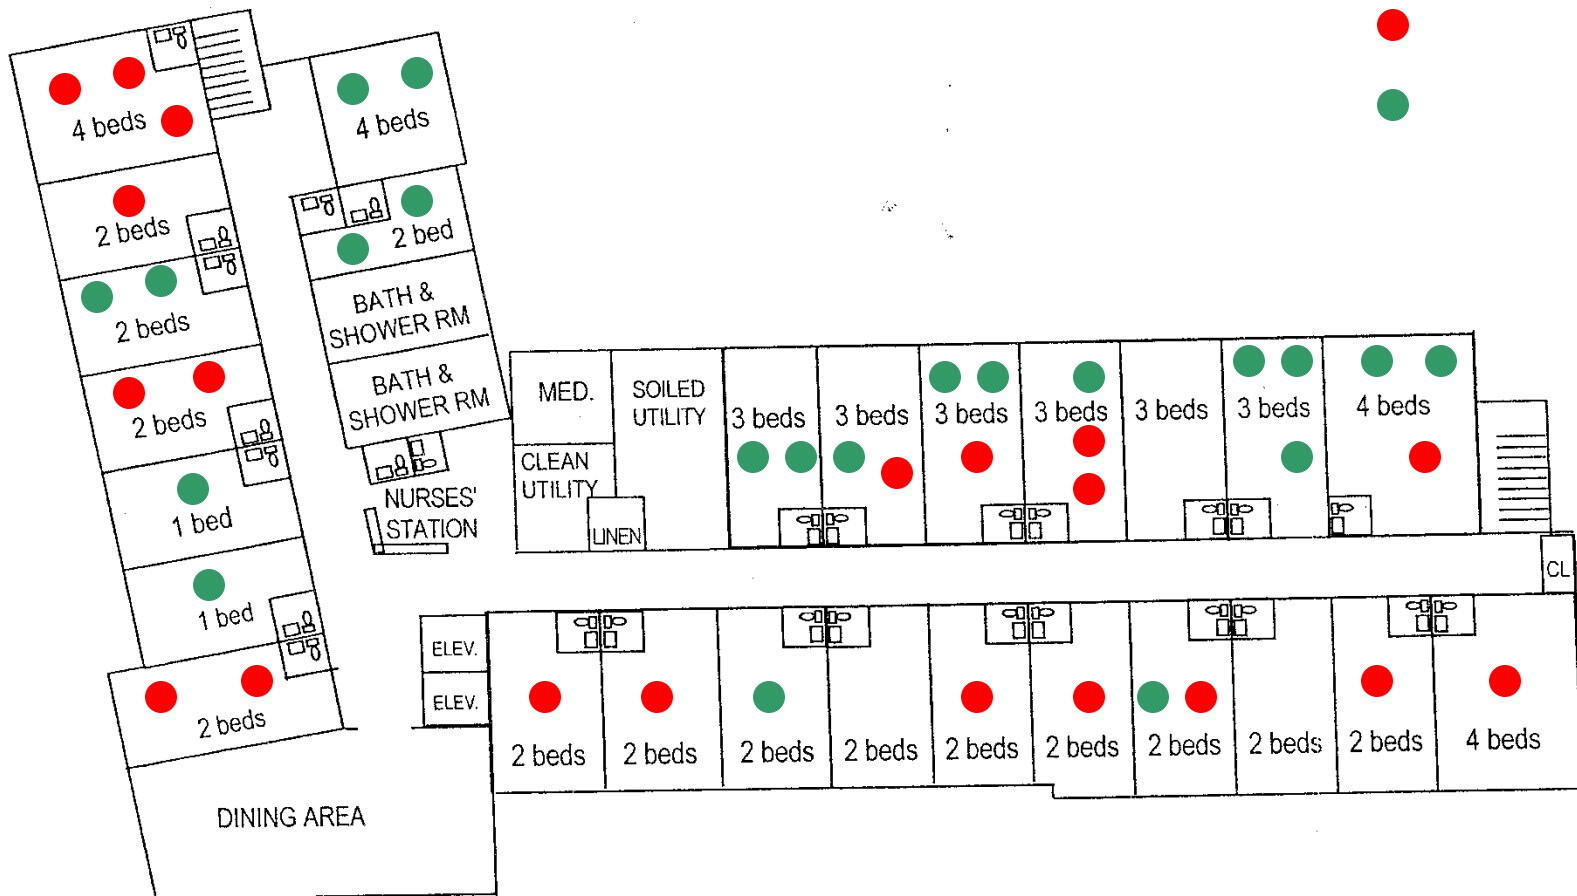 4 beds
4 beds
2 beds
2 bed
2 beds
BATH &
SHOWER RM
2 beds
BATH &
SHOWER RM
1 bed
NURSES'
STATION
1 bed
2 beds
DINING AREA
MED.
SOILED
UTILITY
CLEAN
UTILITY
LINEN
3 beds
3 beds
3 beds
3 beds
3 beds
3 beds
4 beds
CL
ELEV.
ELEV.
2 beds
2 beds
2 beds
2 beds
2 beds
2 beds
2 beds
2 beds
2 beds
4 beds